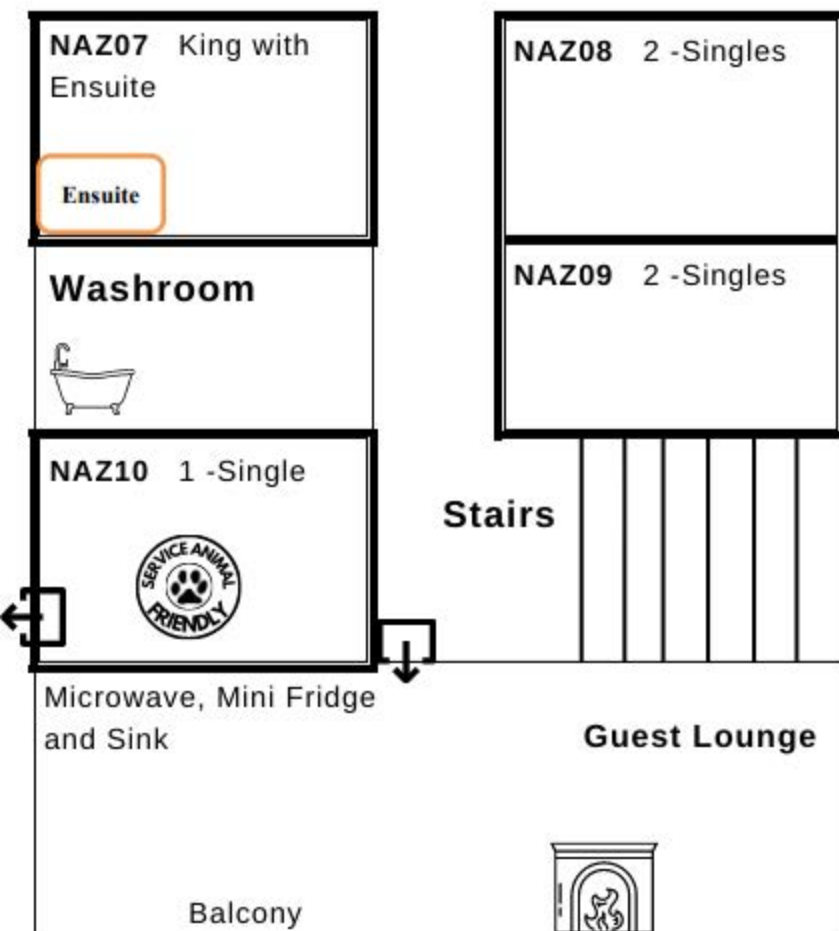 NAZ07 King with
Ensuite
Ensuite
NAZ08 2 -Singles
Washroom
NAZ09 2 -Singles
NAZ10 1 -Single
SERVICE ANIMAL
FRIENDLY
Stairs
Microwave, Mini Fridge
and Sink
Guest Lounge
Balcony